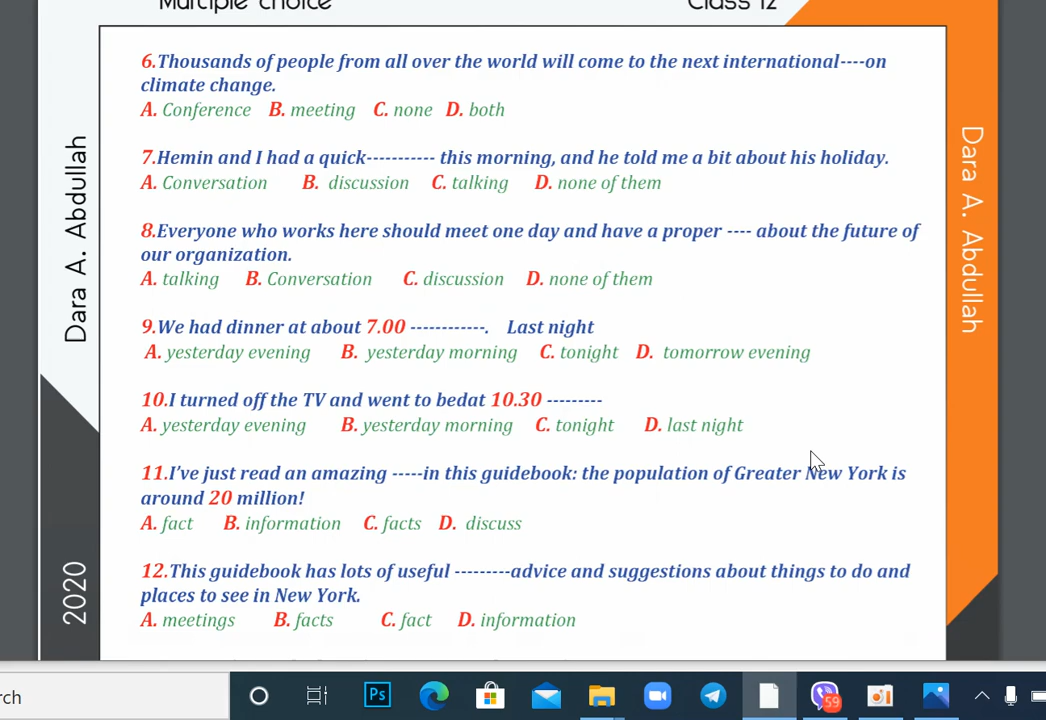 Multiple choice Class 12
6.Thousands of people from all over the world will come to the next international----on
climate change.
A. Conference B. meeting C. none D. both
7.Hemin and I had a quick----------- this morning, and he told me a bit about his holiday.
A. Conversation B. discussion C. talking D. none of them
8.Everyone who works here should meet one day and have a proper ---- about the future of
our organization.
A. talking B. Conversation C. discussion D. none of them
9.We had dinner at about 7.00 ------------. Last night
A. yesterday evening B. yesterday morning C. tonight D. tomorrow evening
10.I turned off the TV and went to bedat 10.30 ---------
A. yesterday evening B. yesterday morning C. tonight D. last night
11.I've just read an amazing -----in this guidebook: the population of Greater New York is
around 20 million!
A. fact B. information C. facts D. discuss
12.This guidebook has lots of useful ---------advice and suggestions about things to do and
places to see in New York.
A. meetings B. facts C. fact D. information
Dara A. Abdullah
2020
Dara A. Abdullah
rch
Ps
59